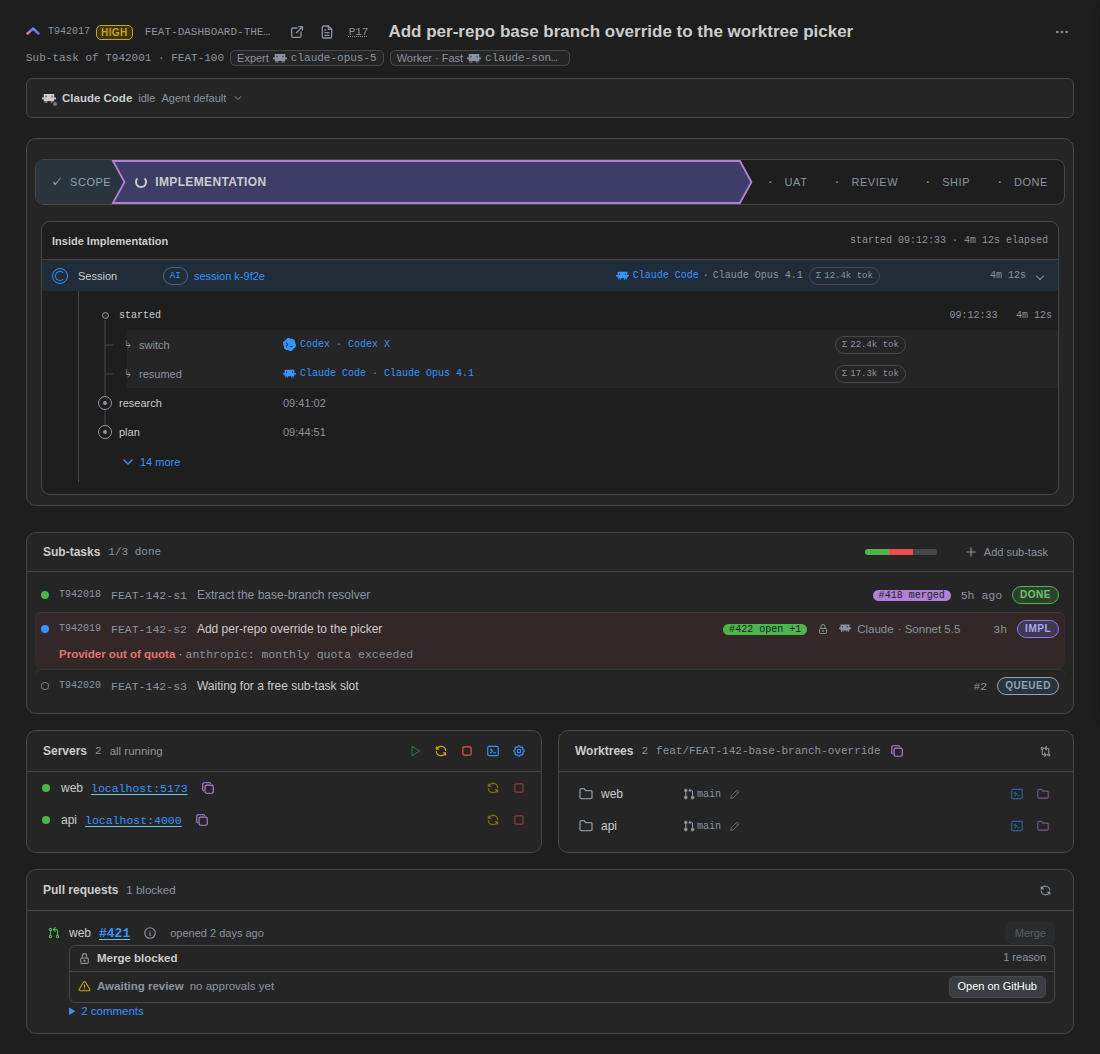 T942017 HIGH FEAT-DASHBOARD-THE… P17 Add per-repo base branch override to the worktree picker
Sub-task of T942001 · FEAT-100 Expert claude-opus-5 Worker · Fast claude-son…
Claude Code idle Agent default
SCOPE IMPLEMENTATION · UAT · REVIEW · SHIP · DONE
Inside Implementation started 09:12:33 · 4m 12s elapsed
Session AI session k-9f2e Claude Code · Claude Opus 4.1 Σ 12.4k tok 4m 12s
started 09:12:33 4m 12s
↳ switch Codex · Codex X Σ 22.4k tok
↳ resumed Claude Code · Claude Opus 4.1 Σ 17.3k tok
research 09:41:02
plan 09:44:51
14 more
Sub-tasks 1/3 done Add sub-task
T942018 FEAT-142-s1 Extract the base-branch resolver #418 merged 5h ago DONE
T942019 FEAT-142-s2 Add per-repo override to the picker #422 open +1 Claude · Sonnet 5.5 3h IMPL
Provider out of quota · anthropic: monthly quota exceeded
T942020 FEAT-142-s3 Waiting for a free sub-task slot #2 QUEUED
Servers 2 all running
web localhost:5173
api localhost:4000
Worktrees 2 feat/FEAT-142-base-branch-override
web main
api main
Pull requests 1 blocked
web #421 opened 2 days ago Merge
Merge blocked 1 reason
Awaiting review no approvals yet Open on GitHub
2 comments